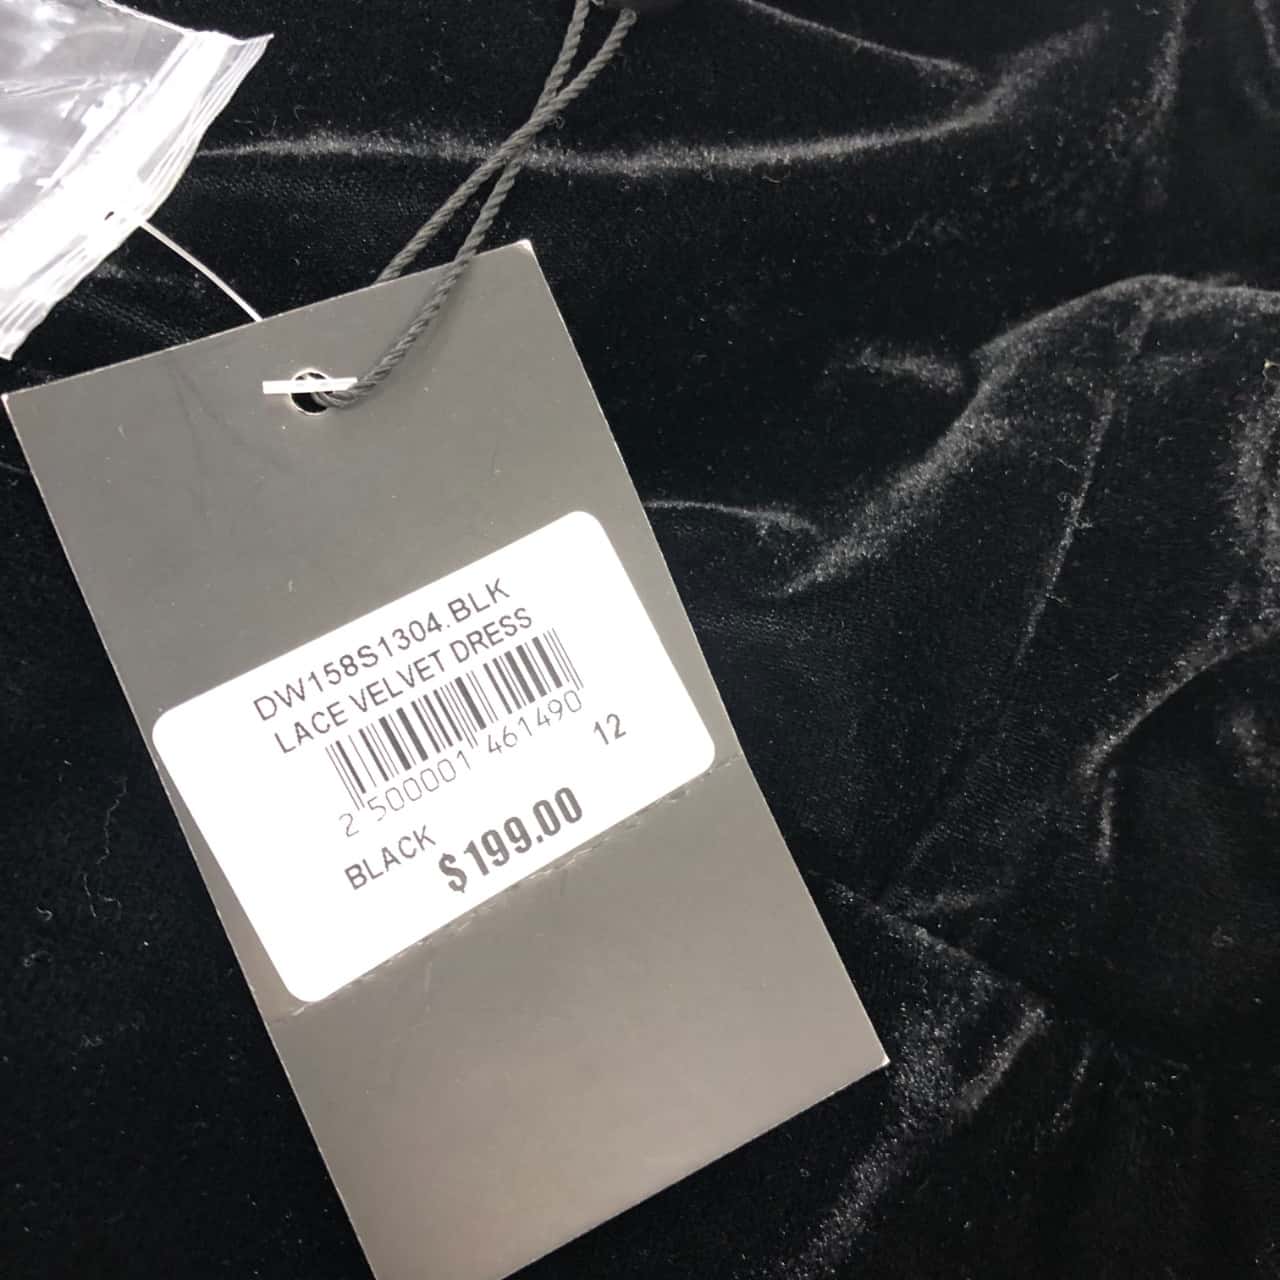 DW158S1304.BLK
LACE VELVET DRESS
2 500001 461490
12
BLACK
$199.00